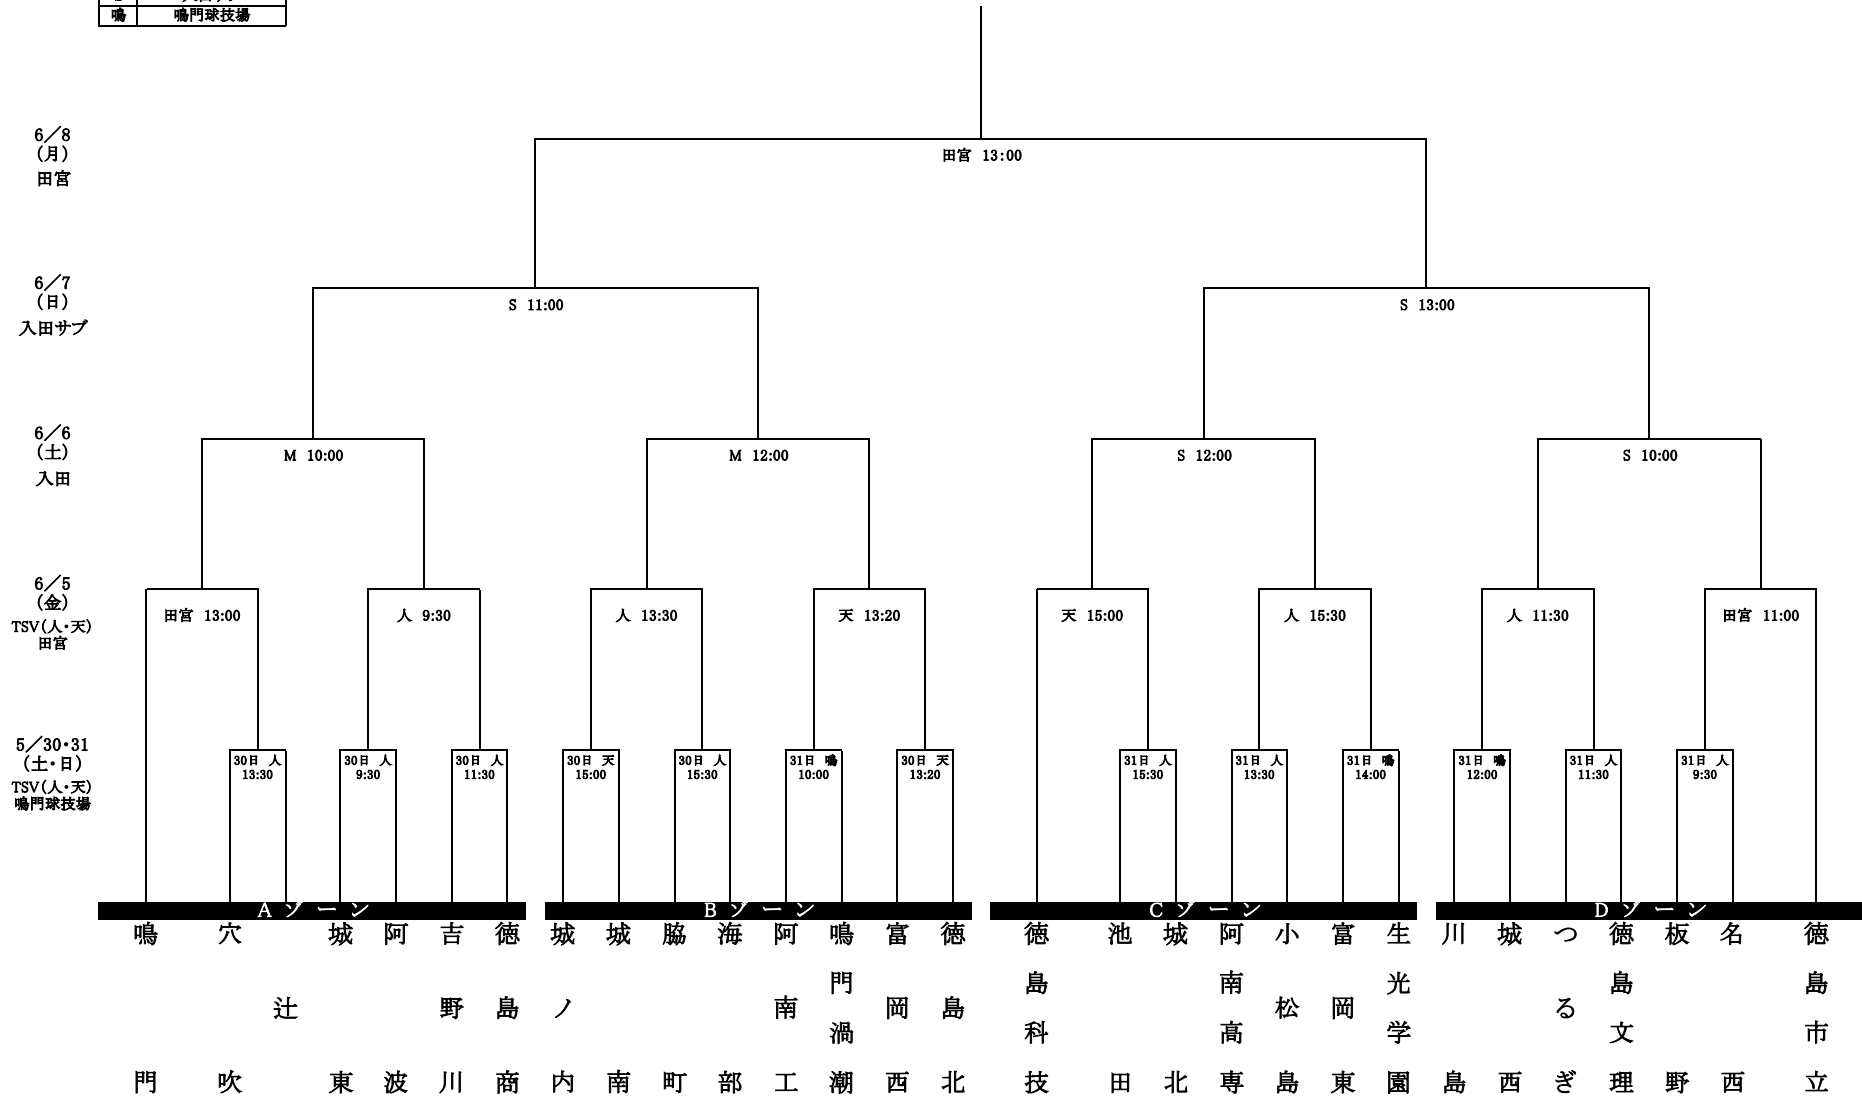 鳴 鳴門球技場
6／8
（月）
田宮
田宮 13:00
6／7
（日）
入田サブ
S 11:00
S 13:00
6／6
（土）
入田
M 10:00
M 12:00
S 12:00
S 10:00
6／5
（金）
TSV(人・天)
田宮
田宮 13:00
人 9:30
人 13:30
天 13:20
天 15:00
人 15:30
人 11:30
田宮 11:00
5／30・31
（土・日）
TSV(人・天)
鳴門球技場
30日 人
13:30
30日 人
9:30
30日 人
11:30
30日 天
15:00
30日 人
15:30
31日 鳴
10:00
30日 天
13:20
31日 人
15:30
31日 人
13:30
31日 鳴
14:00
31日 鳴
12:00
31日 人
11:30
31日 人
9:30
Aゾーン
Bゾーン
Cゾーン
Dゾーン
鳴門
穴吹
辻
城東
阿波
吉野川
徳島商
城ノ内
城南
脇町
海部
阿南工
鳴門渦潮
富岡西
徳島北
徳島科技
池田
城北
阿南高専
小松島
富岡東
生光学園
川島
城西
つるぎ
徳島文理
板野
名西
徳島市立